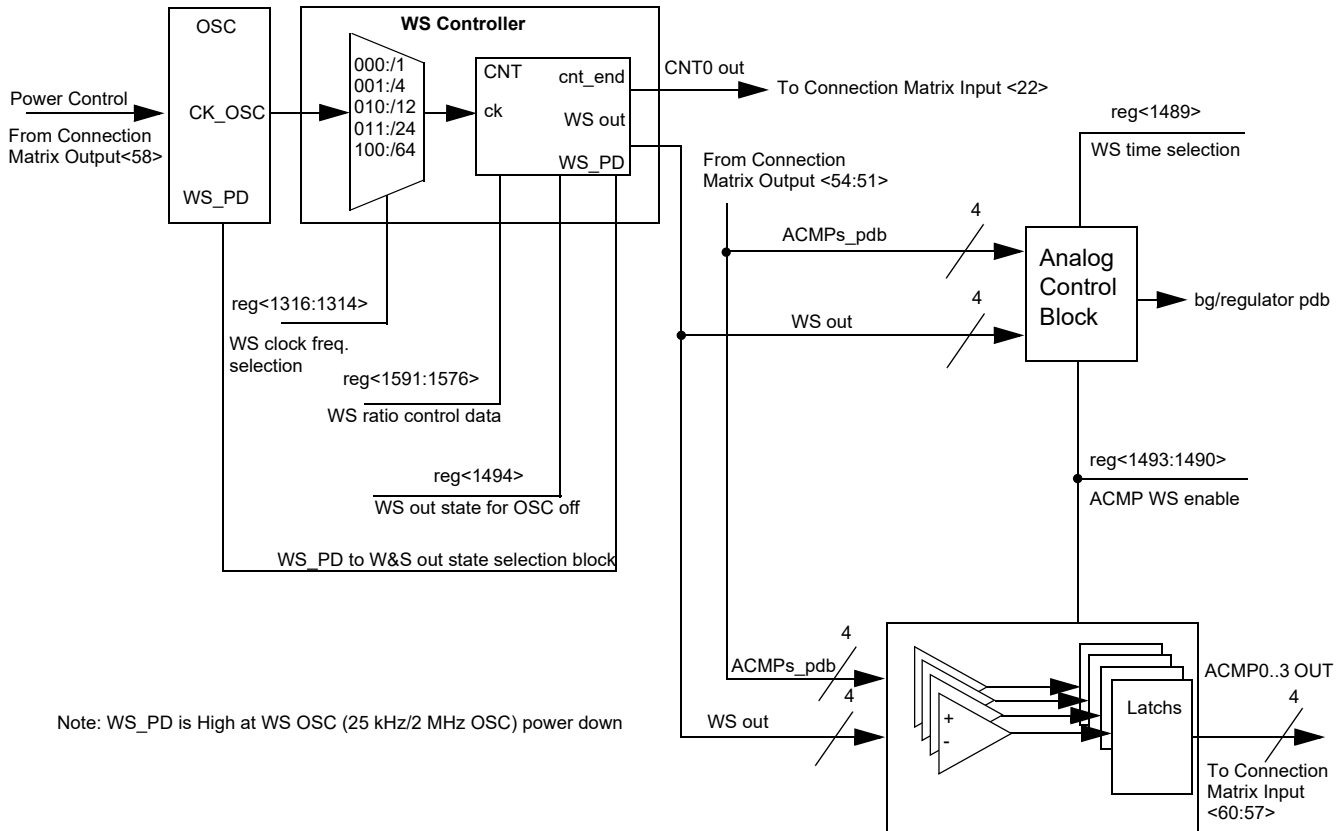 OSC
WS Controller
000:/1
001:/4
010:/12
011:/24
100:/64
CNT
cnt_end
ck
WS out
WS_PD
CNT0 out
To Connection Matrix Input <22>
Power Control
CK_OSC
From Connection
Matrix Output<58>
WS_PD
reg<1489>
WS time selection
From Connection
Matrix Output <54:51>
4
ACMPs_pdb
Analog
Control
Block
bg/regulator pdb
4
WS out
reg<1316:1314>
WS clock freq.
selection
reg<1591:1576>
WS ratio control data
reg<1494>
WS out state for OSC off
reg<1493:1490>
ACMP WS enable
WS_PD to W&S out state selection block
4
ACMPs_pdb
4
WS out
+
-
Latchs
ACMP0..3 OUT
4
To Connection
Matrix Input
<60:57>
Note: WS_PD is High at WS OSC (25 kHz/2 MHz OSC) power down